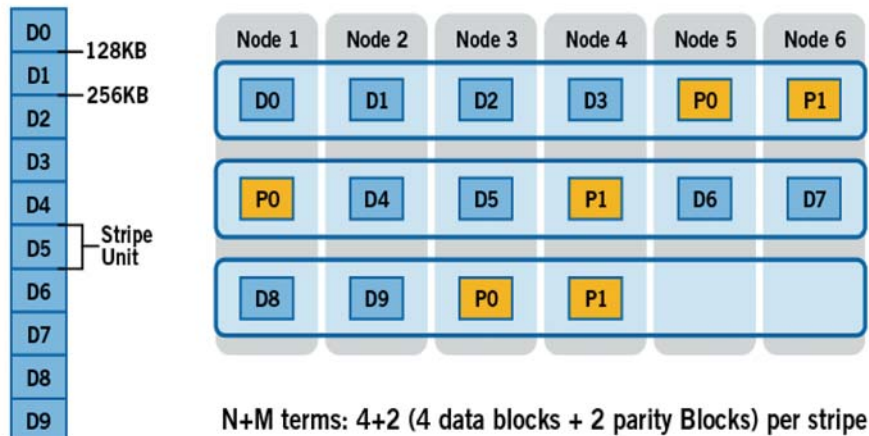 D0
128KB
D1
256KB
D2
D3
D4
D5
Stripe
Unit
D6
D7
D8
D9
Node 1 Node 2 Node 3 Node 4 Node 5 Node 6
D0 D1 D2 D3 P0 P1
P0 D4 D5 P1 D6 D7
D8 D9 P0 P1
N+M terms: 4+2 (4 data blocks + 2 parity Blocks) per stripe